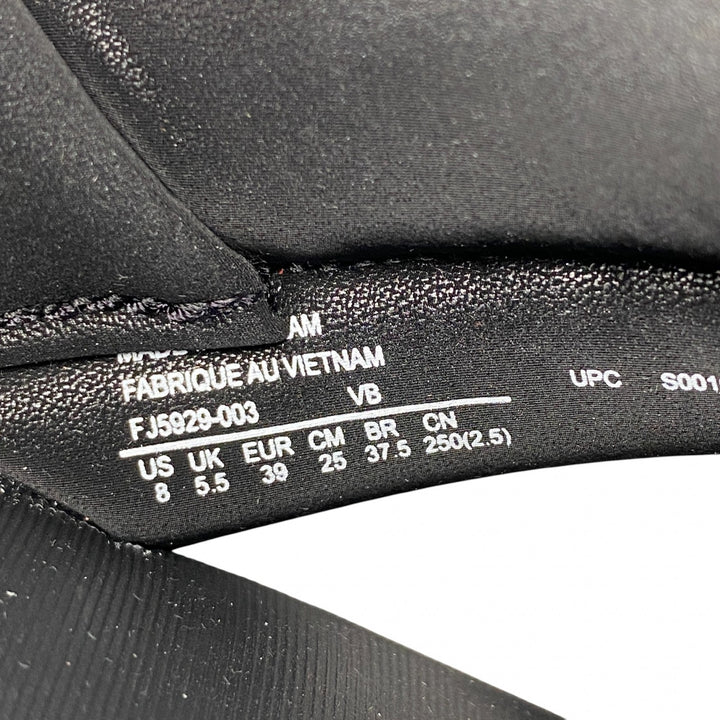 FABRIQUE AU VIETNAM
FJ5929-003 VB
US UK EUR CM BR CN
8 5.5 39 25 37.5 250(2.5)
UPC S001